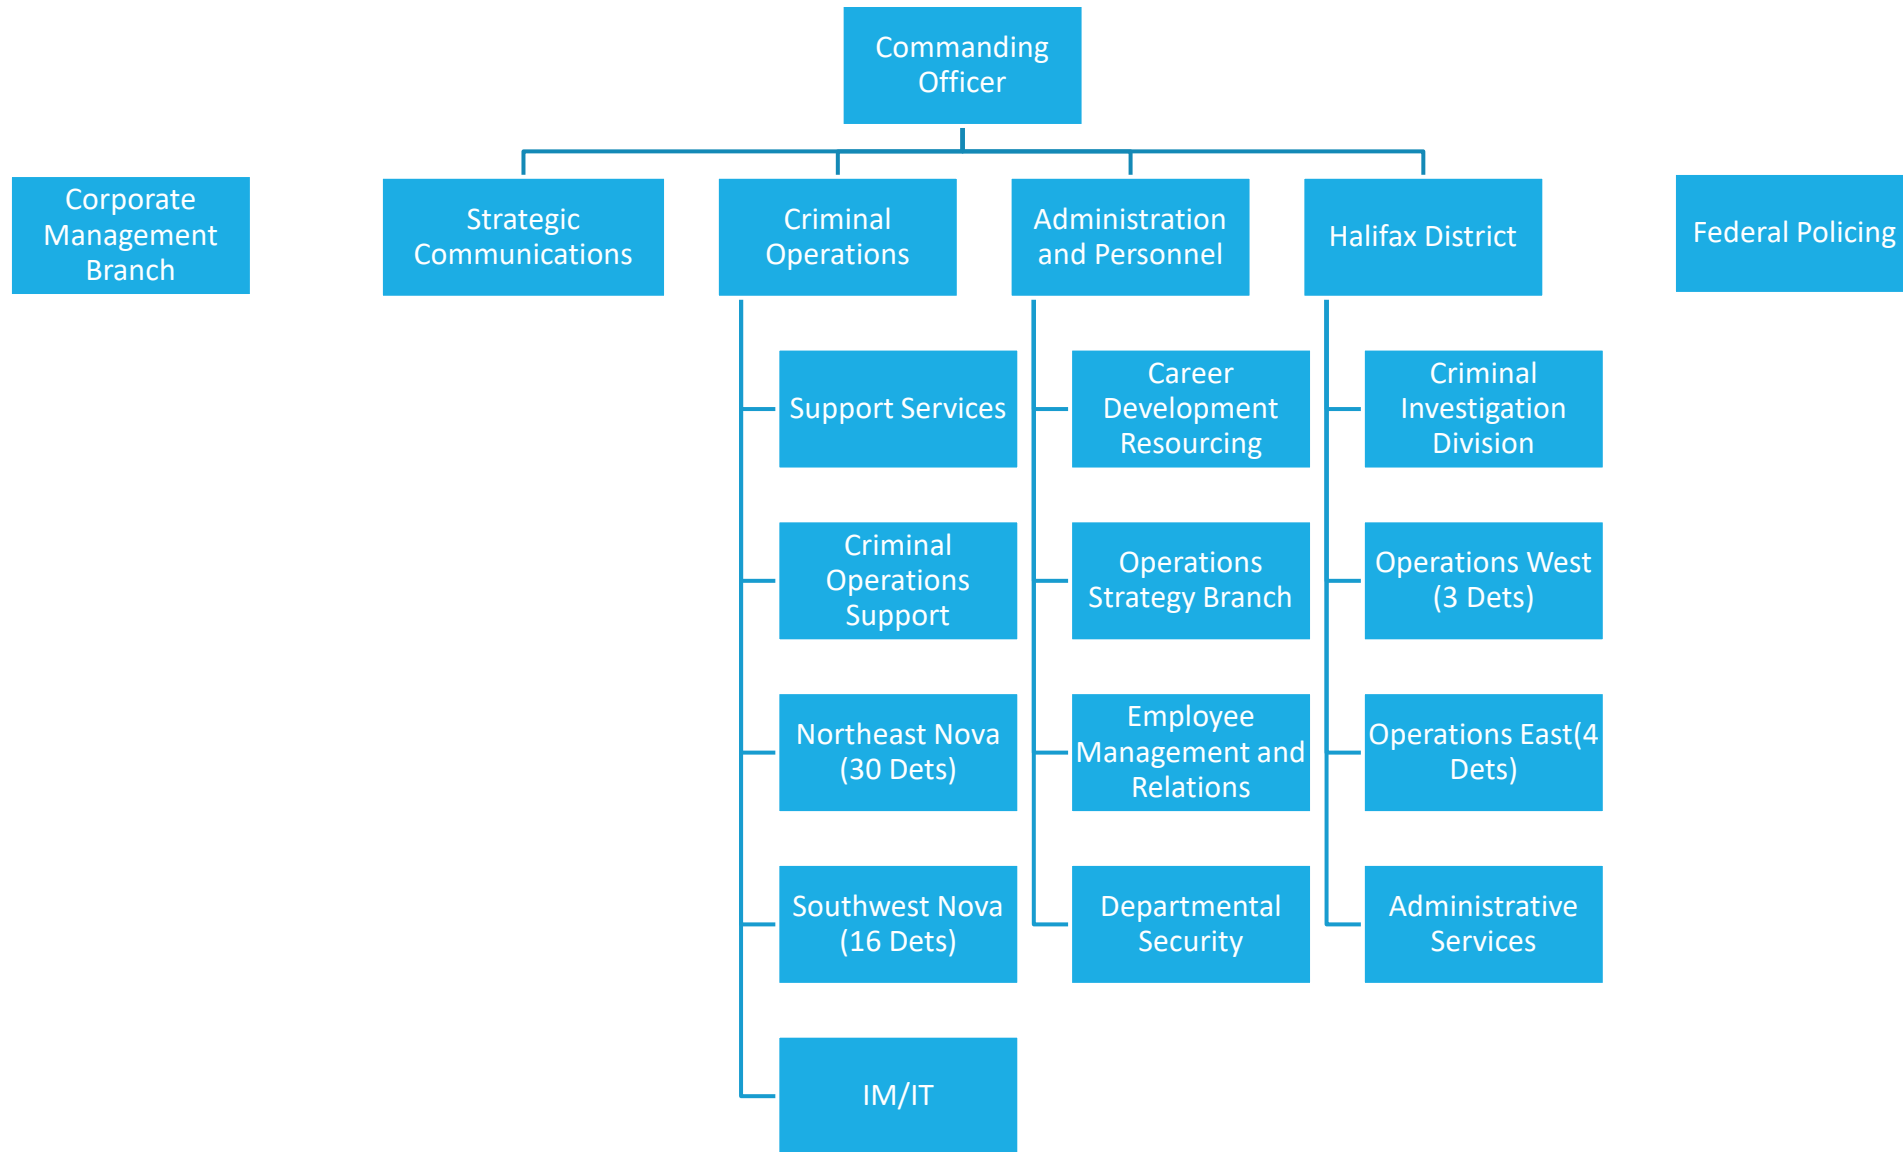 Commanding
Officer
Corporate
Management
Branch
Strategic
Communications
Criminal
Operations
Administration
and Personnel
Halifax District
Federal Policing
Support Services
Career
Development
Resourcing
Criminal
Investigation
Division
Criminal
Operations
Support
Operations
Strategy Branch
Operations West
(3 Dets)
Northeast Nova
(30 Dets)
Employee
Management and
Relations
Operations East(4
Dets)
Southwest Nova
(16 Dets)
Departmental
Security
Administrative
Services
IM/IT